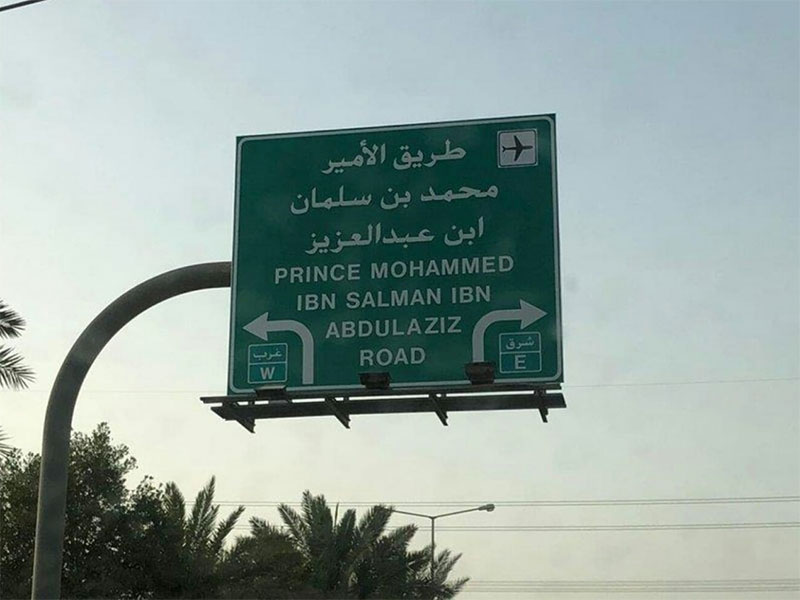 طريق الأمير
محمد بن سلمان
ابن عبدالعزيز
PRINCE MOHAMMED
IBN SALMAN IBN
ABDULAZIZ
ROAD
غرب
W
شرق
E